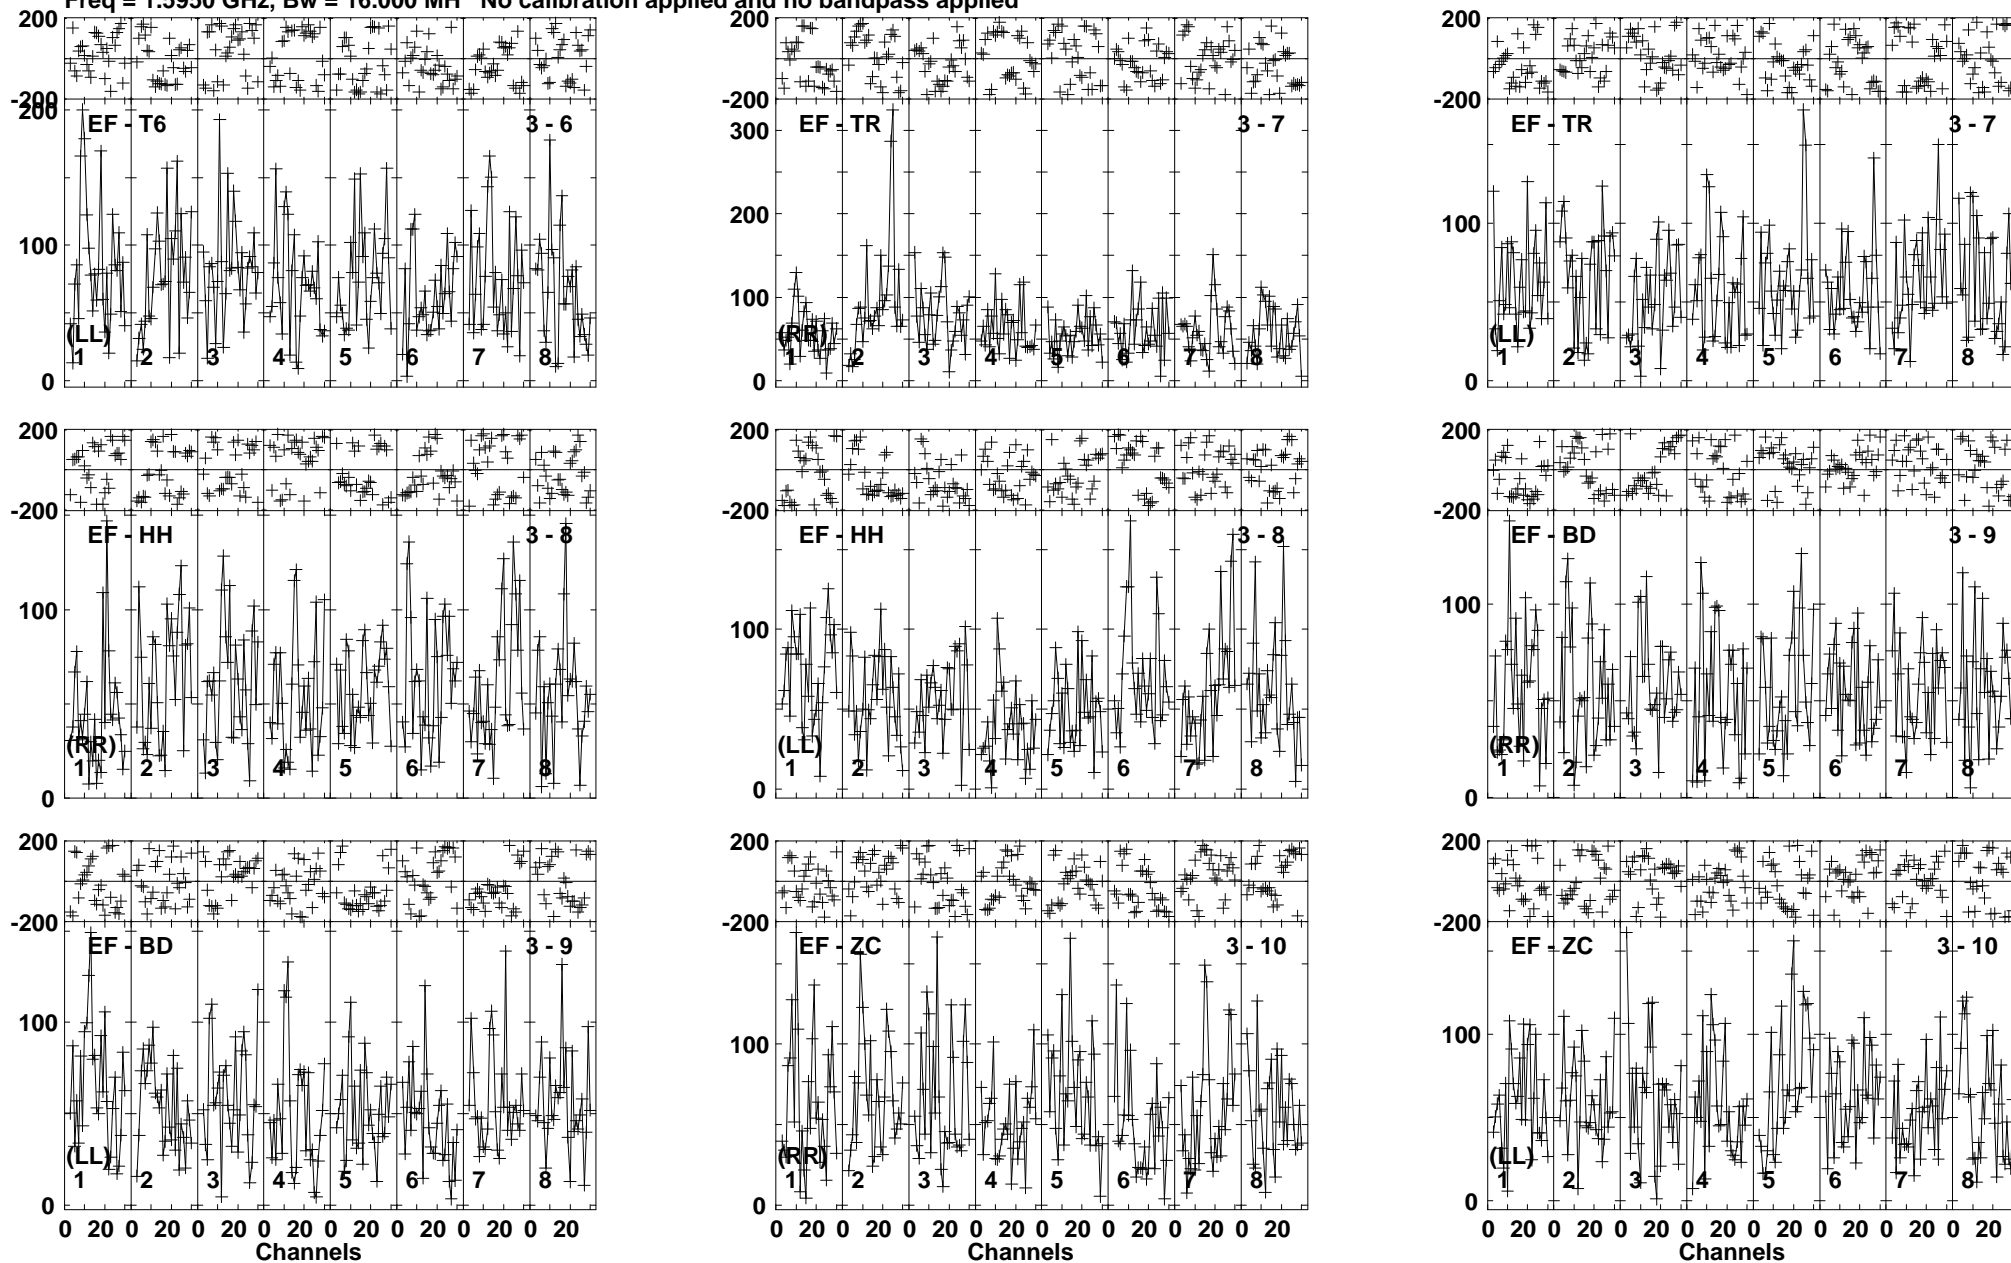 Freq = 1.5950 GHz, Bw = 16.000 MH No calibration applied and no bandpass applied
200 200 200
-200 -200 -200
200 EF - T6 3 - 6 300 EF - TR 3 - 7 EF - TR 3 - 7
200
100 100 100
(LL) (RR) (LL)
1 2 3 4 5 6 7 8 1 2 3 4 5 6 7 8 1 2 3 4 5 6 7 8
0 0 0
200 200 200
-200 -200 -200
EF - HH 3 - 8 EF - HH 3 - 8 EF - BD 3 - 9
100 100 100
(RR) (LL) (RR)
1 2 3 4 5 6 7 8 1 2 3 4 5 6 7 8 1 2 3 4 5 6 7 8
0 0 0
200 200 200
-200 -200 -200
EF - BD 3 - 9 EF - ZC 3 - 10 EF - ZC 3 - 10
100 100 100
(LL) (RR) (LL)
1 2 3 4 5 6 7 8 1 2 3 4 5 6 7 8 1 2 3 4 5 6 7 8
0 0 0
0 20 0 20 0 20 0 20 0 20 0 20 0 20 0 20 0 20 0 20 0 20 0 20 0 20 0 20 0 20 0 20 0 20 0 20 0 20 0 20 0 20 0 20 0 20 0 20
Channels Channels Channels